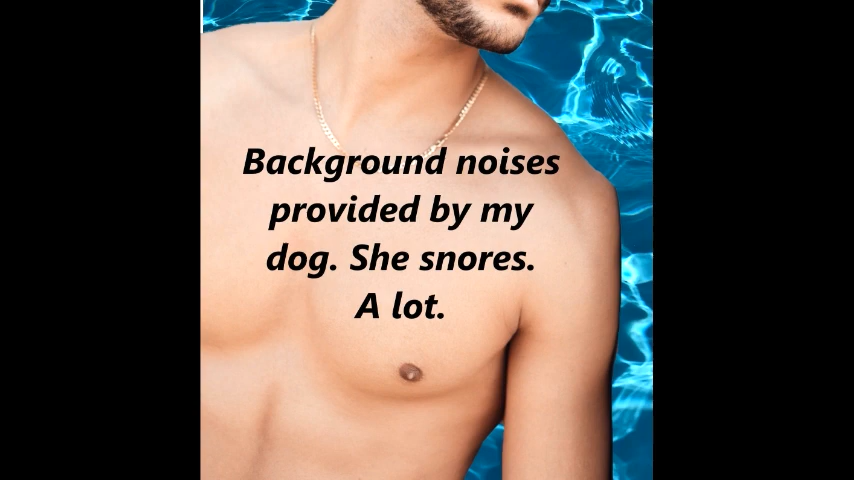 Background noises
provided by my
dog. She snores.
A lot.